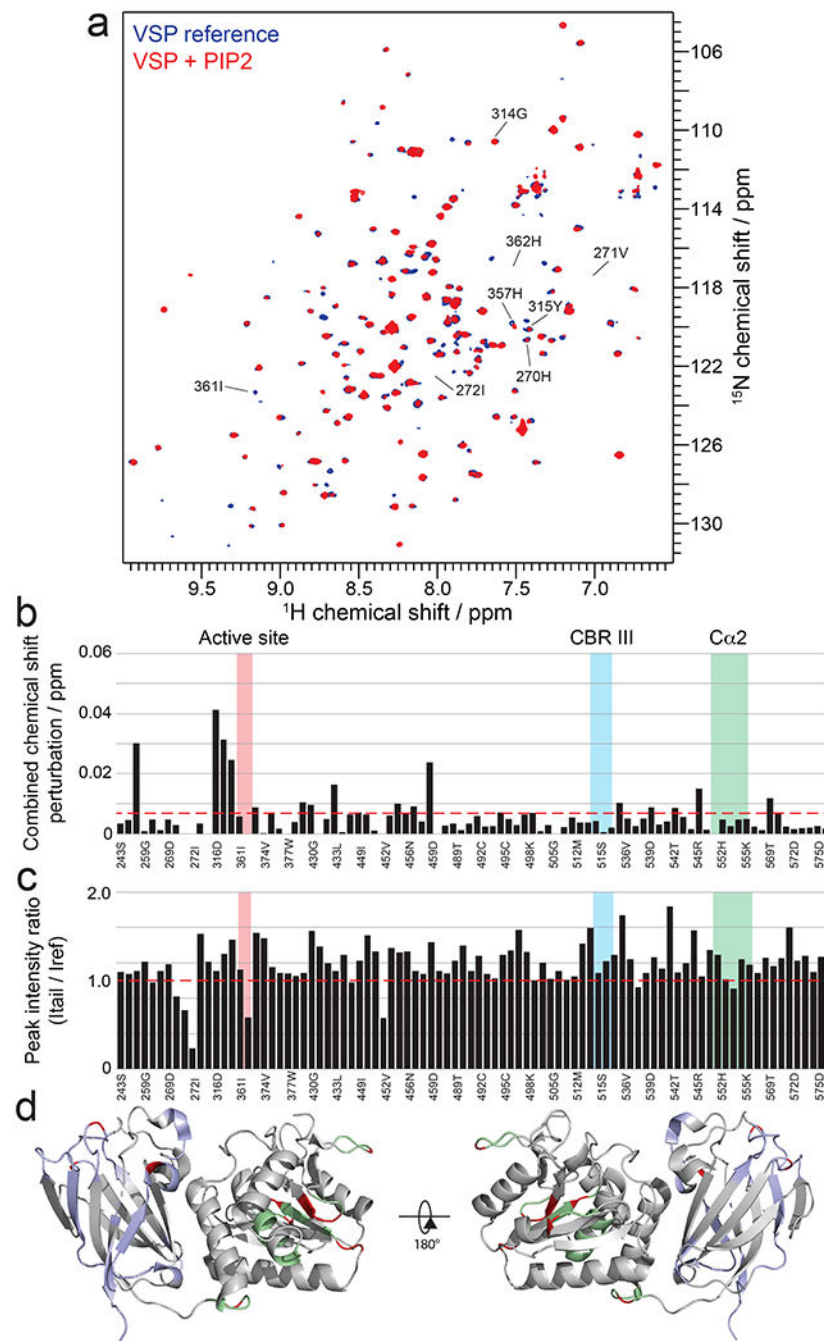 a
VSP reference
VSP + PIP2
314G
362H
271V
357H
315Y
270H
272I
361I
106
110
114
118
122
126
130
¹⁵N chemical shift / ppm
9.5 9.0 8.5 8.0 7.5 7.0
¹H chemical shift / ppm
b
Active site CBR III Cα2
Combined chemical shift
perturbation / ppm
0.06
0.04
0.02
0
243S 259G 269D 272I 316D 361I 374V 377W 430G 433L 449I 452V 456N 459D 489T 492C 495C 498K 505G 512M 515S 536V 539D 542T 545R 552H 555K 569T 572D 575D
c
Peak intensity ratio
(Itail / Iref)
2.0
1.0
0
243S 259G 269D 272I 316D 361I 374V 377W 430G 433L 449I 452V 456N 459D 489T 492C 495C 498K 505G 512M 515S 536V 539D 542T 545R 552H 555K 569T 572D 575D
d
180°